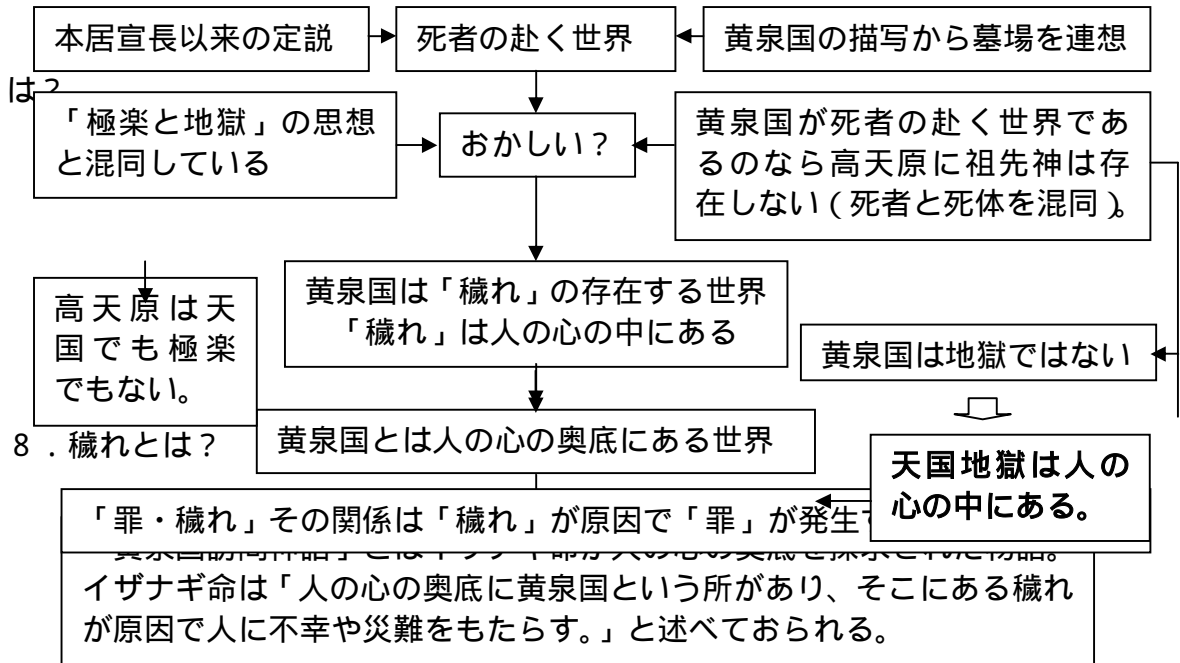 本居宣長以来の定説
死者の赴く世界
黄泉国の描写から墓場を連想
は？
「極楽と地獄」の思想
と混同している
おかしい？
黄泉国が死者の赴く世界であ
るのなら高天原に祖先神は存
在しない（死者と死体を混同）。
高天原は天
国でも極楽
でもない。
黄泉国は「穢れ」の存在する世界
「穢れ」は人の心の中にある
黄泉国は地獄ではない
8．穢れとは？
黄泉国とは人の心の奥底にある世界
天国地獄は人の
心の中にある。
「罪・穢れ」その関係は「穢れ」が原因で「罪」が発生す
イザナギ命は「人の心の奥底に黄泉国という所があり、そこにある穢れ
が原因で人に不幸や災難をもたらす。」と述べておられる。